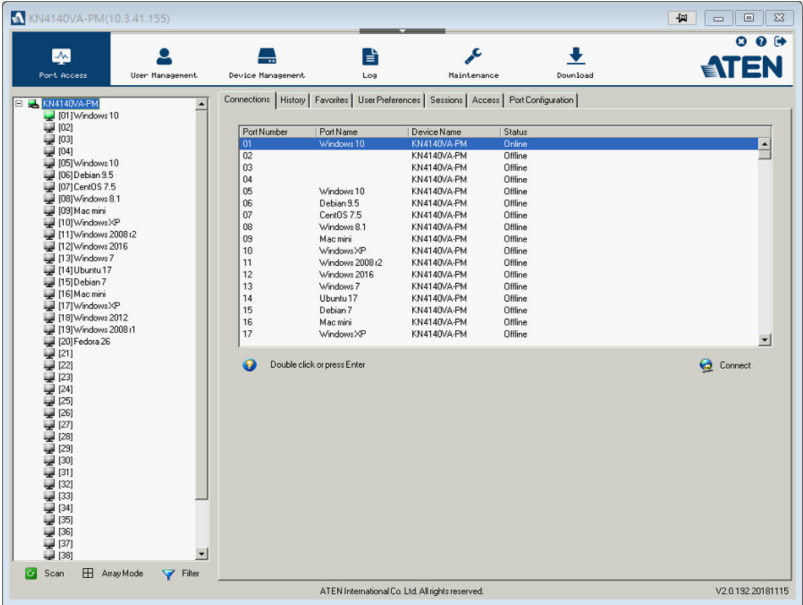 KN4140VA-PM(10.3.41.155)
Port Access
User Management
Device Management
Log
Maintenance
Download
ATEN
KN4140VA-PM
[01]Windows 10
[02]
[03]
[04]
[05]Windows 10
[06]Debian 9.5
[07]CentOS 7.5
[08]Windows 8.1
[09]Mac mini
[10]Windows XP
[11]Windows 2008 r2
[12]Windows 2016
[13]Windows 7
[14]Ubuntu 17
[15]Debian 7
[16]Mac mini
[17]Windows XP
[18]Windows 2012
[19]Windows 2008 r1
[20]Fedora 26
[21]
[22]
[23]
[24]
[25]
[26]
[27]
[28]
[29]
[30]
[31]
[32]
[33]
[34]
[35]
[36]
[37]
[38]
Scan
Array Mode
Filter
Connections History Favorites User Preferences Sessions Access Port Configuration
Port Number Port Name Device Name Status
01 Windows 10 KN4140VA-PM Online
02 KN4140VA-PM Offline
03 KN4140VA-PM Offline
04 KN4140VA-PM Offline
05 Windows 10 KN4140VA-PM Offline
06 Debian 9.5 KN4140VA-PM Offline
07 CentOS 7.5 KN4140VA-PM Offline
08 Windows 8.1 KN4140VA-PM Offline
09 Mac mini KN4140VA-PM Offline
10 Windows XP KN4140VA-PM Offline
11 Windows 2008 r2 KN4140VA-PM Offline
12 Windows 2016 KN4140VA-PM Offline
13 Windows 7 KN4140VA-PM Offline
14 Ubuntu 17 KN4140VA-PM Offline
15 Debian 7 KN4140VA-PM Offline
16 Mac mini KN4140VA-PM Offline
17 Windows XP KN4140VA-PM Offline
Double click or press Enter
Connect
ATEN International Co. Ltd. All rights reserved.
V2.0.192.20181115